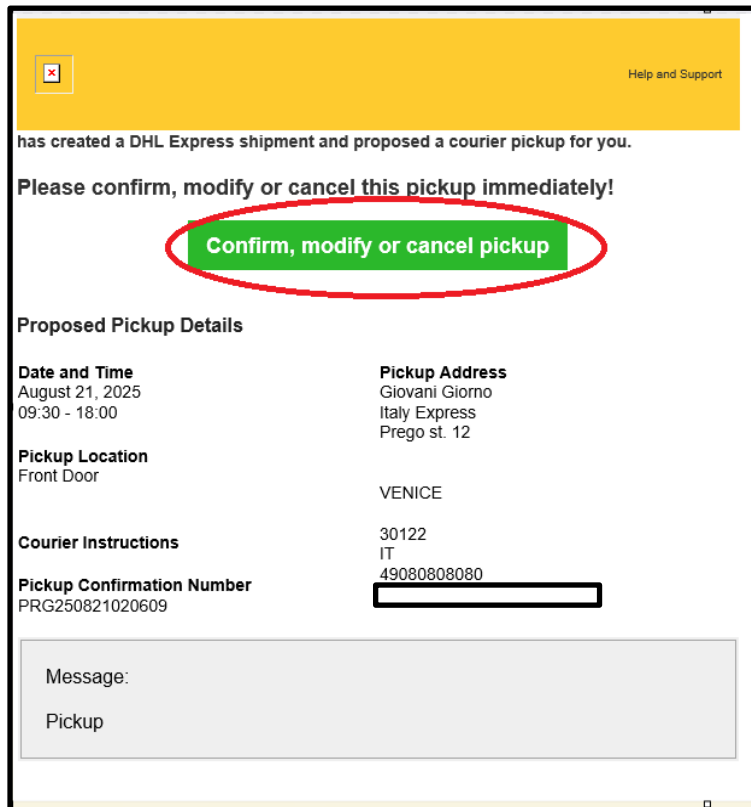 Help and Support
has created a DHL Express shipment and proposed a courier pickup for you.
Please confirm, modify or cancel this pickup immediately!
Confirm, modify or cancel pickup
Proposed Pickup Details
Date and Time
August 21, 2025
09:30 - 18:00
Pickup Location
Front Door
Courier Instructions
Pickup Confirmation Number
PRG250821020609
Pickup Address
Giovani Giorno
Italy Express
Prego st. 12
VENICE
30122
IT
49080808080
Message:
Pickup